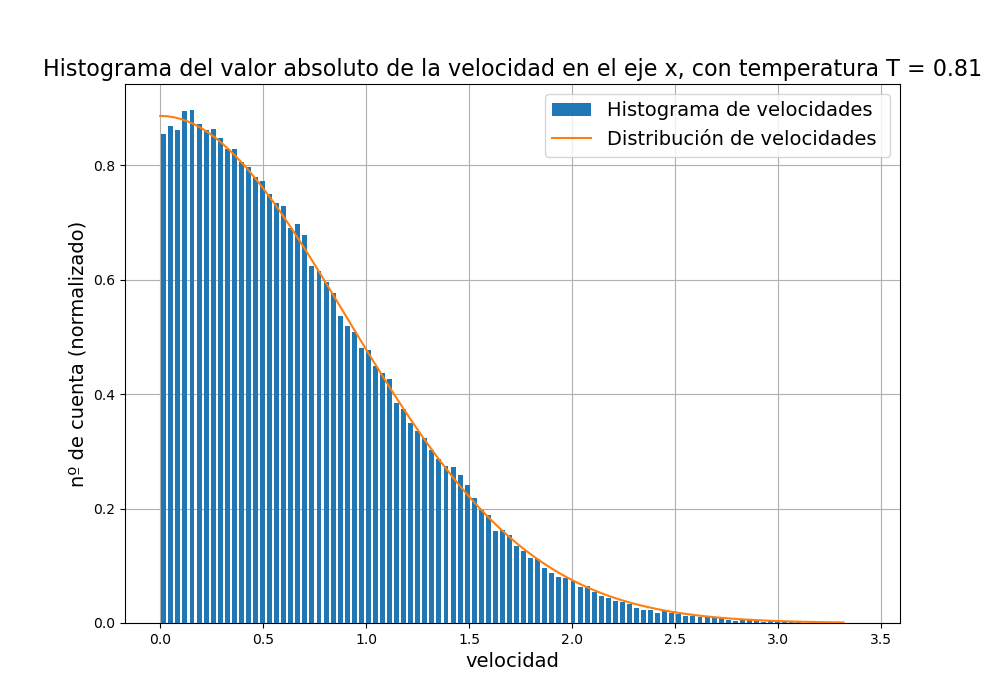 Histograma del valor absoluto de la velocidad en el eje x, con temperatura T = 0.81
Histograma de velocidades
Distribución de velocidades
nº de cuenta (normalizado)
0.8
0.6
0.4
0.2
0.0
0.0 0.5 1.0 1.5 2.0 2.5 3.0 3.5
velocidad